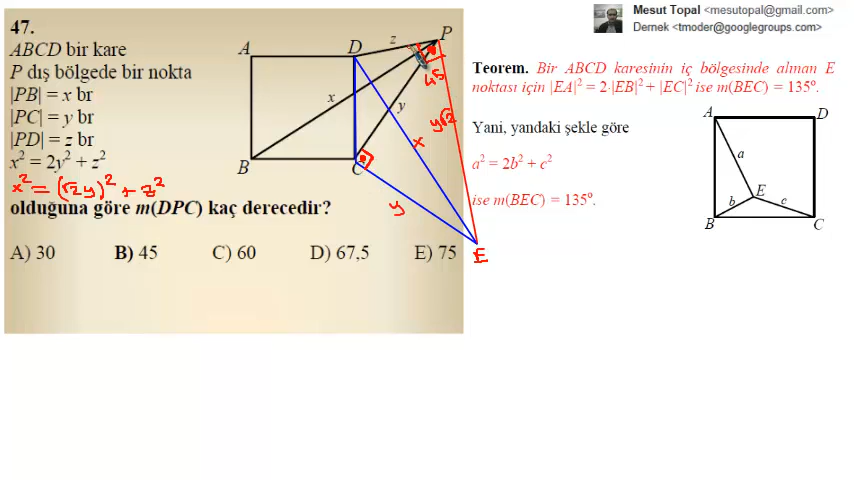 47.
ABCD bir kare
P dış bölgede bir nokta
|PB| = x br
|PC| = y br
|PD| = z br
x² = 2y² + z²
x² = (√2y)² + z²
olduğuna göre m(DPC) kaç derecedir?
A) 30 B) 45 C) 60 D) 67,5 E) 75
A D z P
x y 45
y√2
B C x
y
E
Mesut Topal <mesutopal@gmail.com>
Dernek <tmoder@googlegroups.com>
Teorem. Bir ABCD karesinin iç bölgesinde alınan E
noktası için |EA|² = 2·|EB|² + |EC|² ise m(BEC) = 135°.
Yani, yandaki şekle göre
a² = 2b² + c²
ise m(BEC) = 135°.
A D
a
E
b c
B C